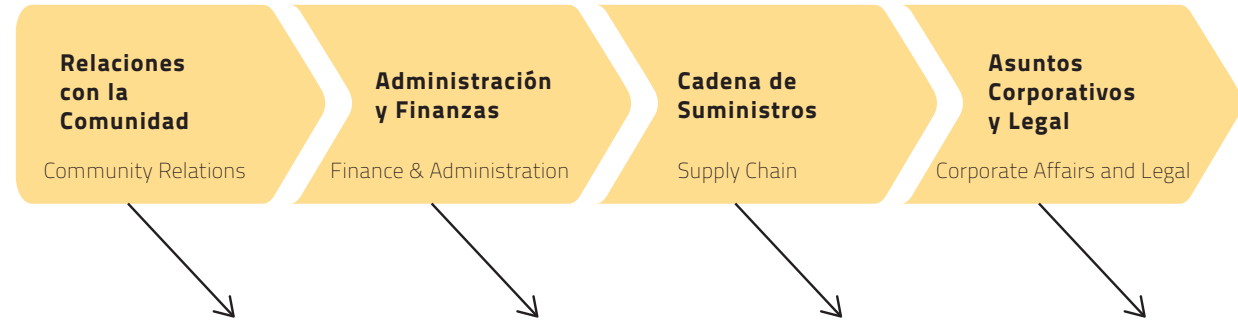 Relaciones
con la
Comunidad
Community Relations
Administración
y Finanzas
Finance & Administration
Cadena de
Suministros
Supply Chain
Asuntos
Corporativos
y Legal
Corporate Affairs and Legal